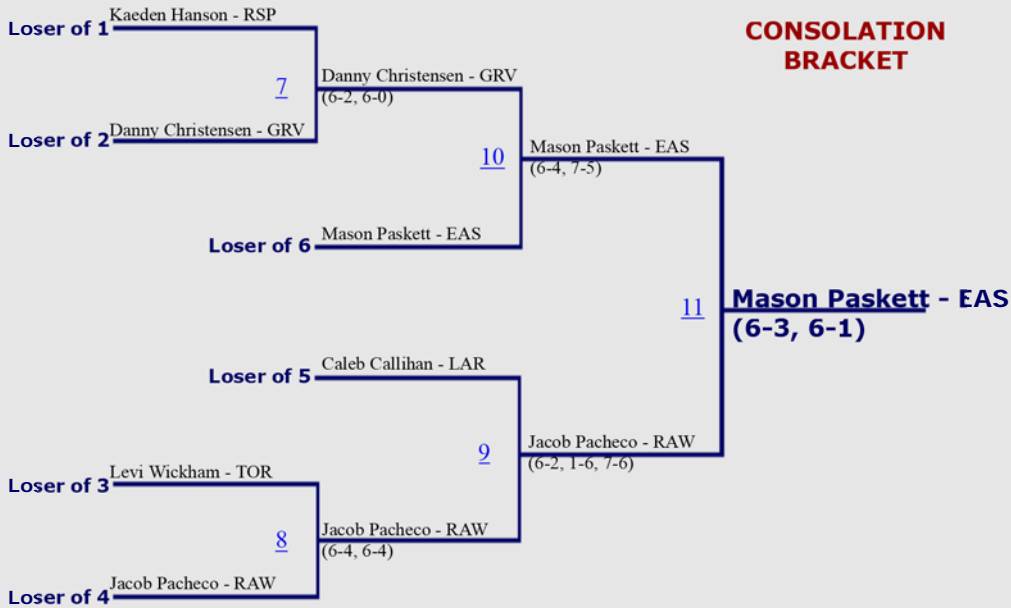 Kaeden Hanson - RSP
Loser of 1
CONSOLATION
BRACKET
Danny Christensen - GRV
7
(6-2, 6-0)
Danny Christensen - GRV
Loser of 2
Mason Paskett - EAS
10
(6-4, 7-5)
Mason Paskett - EAS
Loser of 6
Mason Paskett - EAS
11
(6-3, 6-1)
Caleb Callihan - LAR
Loser of 5
Jacob Pacheco - RAW
9
(6-2, 1-6, 7-6)
Levi Wickham - TOR
Loser of 3
Jacob Pacheco - RAW
8
(6-4, 6-4)
Jacob Pacheco - RAW
Loser of 4